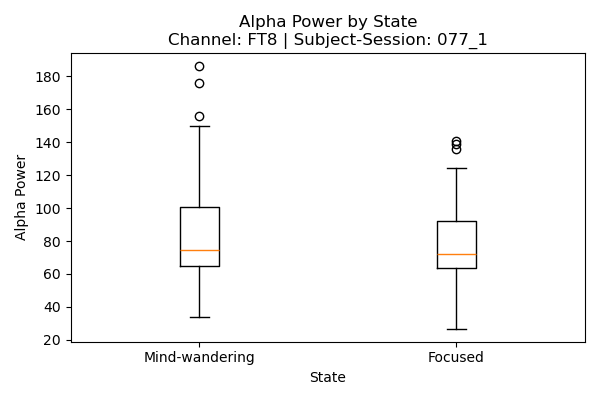 Alpha Power by State
Channel: FT8 | Subject-Session: 077_1
Alpha Power
180
160
140
120
100
80
60
40
20
Mind-wandering
Focused
State